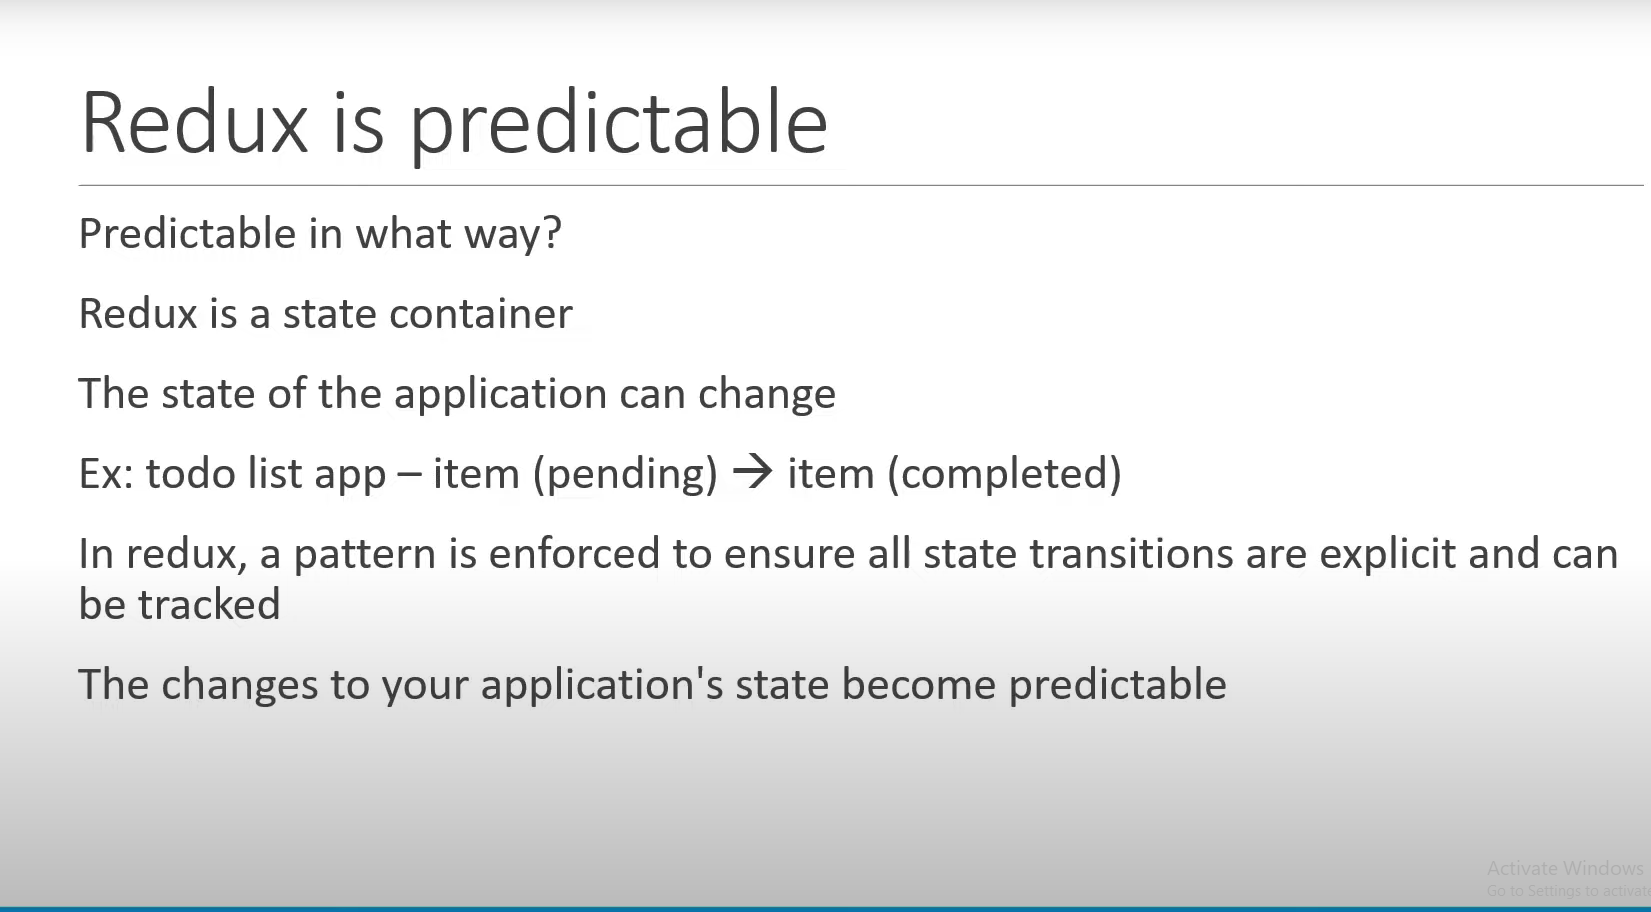 Redux is predictable
Predictable in what way?
Redux is a state container
The state of the application can change
Ex: todo list app – item (pending) → item (completed)
In redux, a pattern is enforced to ensure all state transitions are explicit and can
be tracked
The changes to your application's state become predictable
Activate Windows
Go to Settings to activate